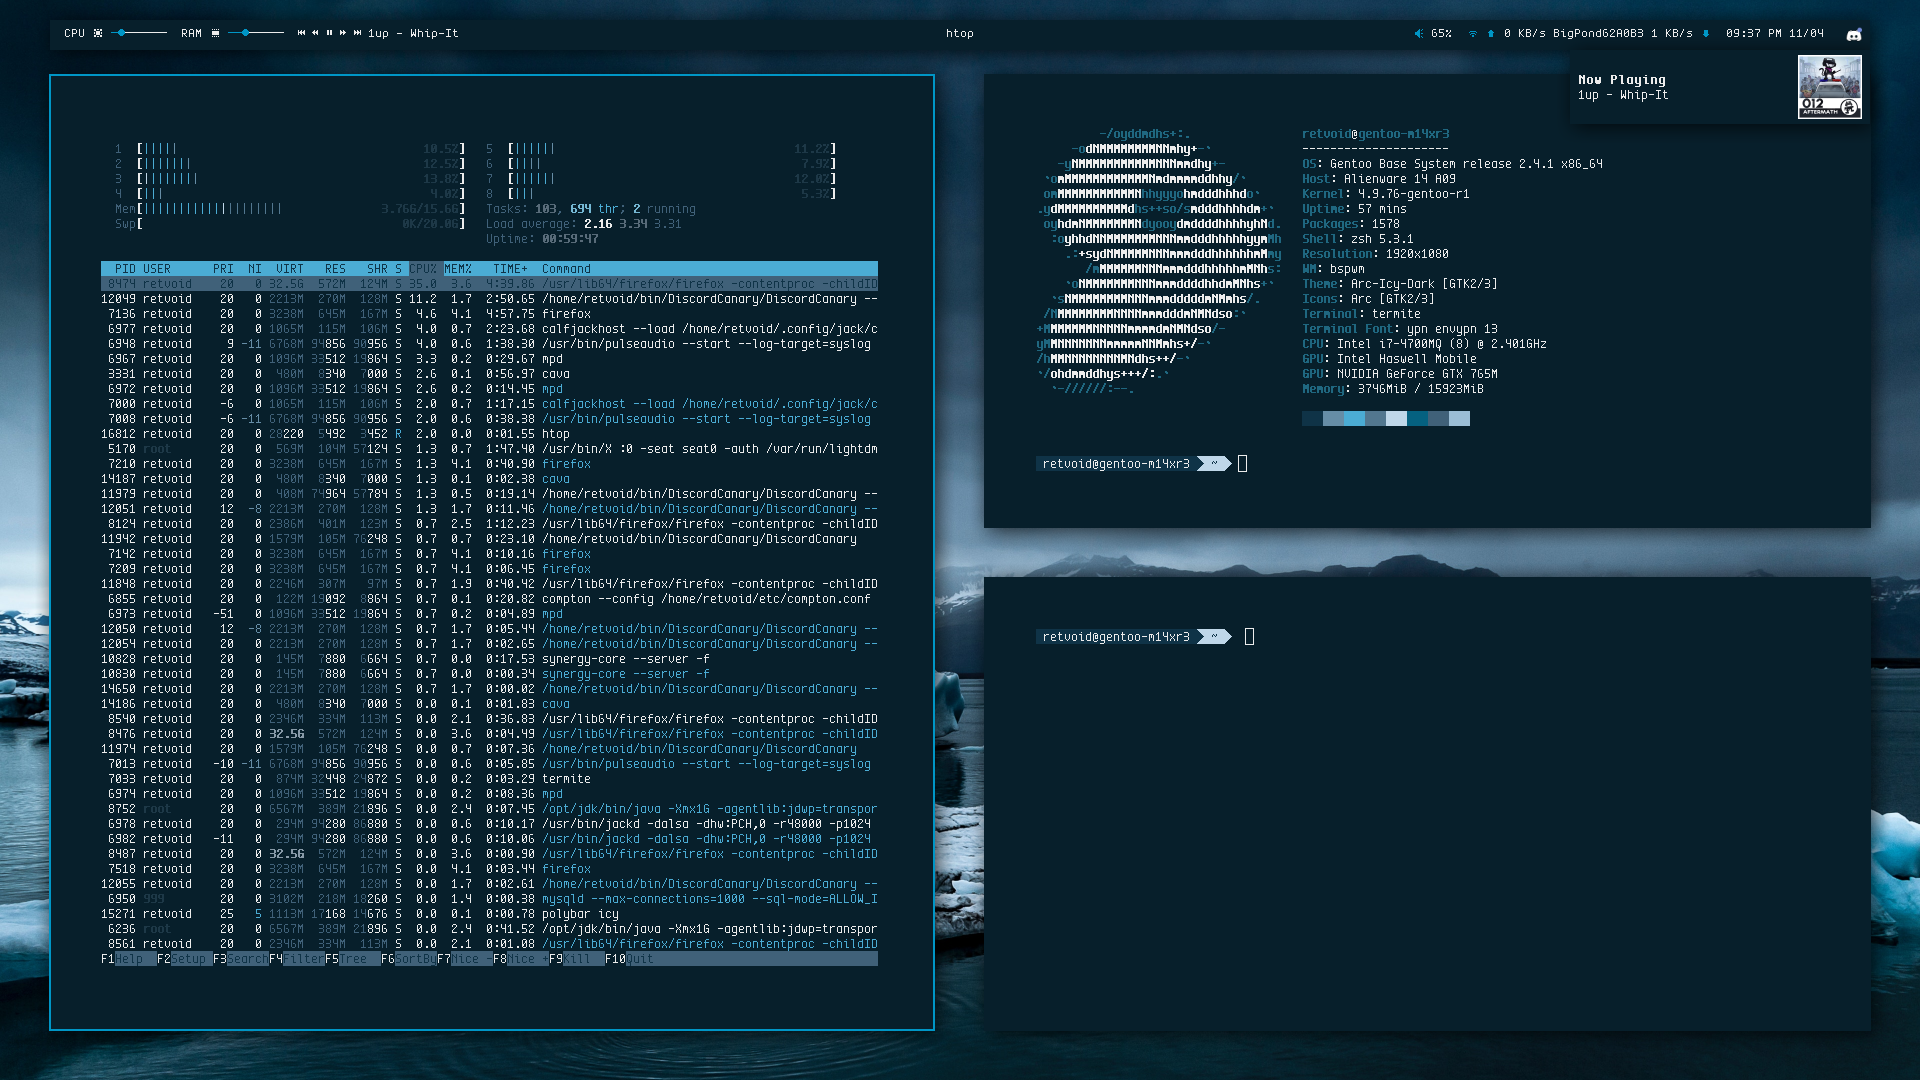 CPU RAM 1up - Whip-It
htop
65% 0 KB/s BigPond62A0B3 1 KB/s 09:37 PM 11/04
Now Playing
1up - Whip-It
012
AFTERMATH
1 [||||| 10.5%] 5 [|||||| 11.2%]
2 [||||||| 12.5%] 6 [|||| 7.9%]
3 [|||||||| 13.8%] 7 [|||||| 12.0%]
4 [||| 4.0%] 8 [||| 5.3%]
Mem[|||||||||||||||||||| 3.76G/15.6G] Tasks: 103, 694 thr; 2 running
Swp[ 0K/20.0G] Load average: 2.16 3.34 3.31
Uptime: 00:59:47
PID USER PRI NI VIRT RES SHR S CPU% MEM% TIME+ Command
8474 retvoid 20 0 32.5G 572M 124M S 35.0 3.6 4:39.86 /usr/lib64/firefox/firefox -contentproc -childID
12049 retvoid 20 0 2213M 270M 128M S 11.2 1.7 2:50.65 /home/retvoid/bin/DiscordCanary/DiscordCanary --
7136 retvoid 20 0 3238M 645M 167M S 4.6 4.1 4:57.75 firefox
6977 retvoid 20 0 1065M 115M 106M S 4.0 0.7 2:23.68 calfjackhost --load /home/retvoid/.config/jack/c
6948 retvoid 9 -11 6768M 94856 90956 S 4.0 0.6 1:38.30 /usr/bin/pulseaudio --start --log-target=syslog
6967 retvoid 20 0 1096M 33512 19864 S 3.3 0.2 0:29.67 mpd
3331 retvoid 20 0 480M 8340 7000 S 2.6 0.1 0:56.97 cava
6972 retvoid 20 0 1096M 33512 19864 S 2.6 0.2 0:14.45 mpd
7000 retvoid -6 0 1065M 115M 106M S 2.0 0.7 1:17.15 calfjackhost --load /home/retvoid/.config/jack/c
7008 retvoid -6 -11 6768M 94856 90956 S 2.0 0.6 0:38.38 /usr/bin/pulseaudio --start --log-target=syslog
16812 retvoid 20 0 28220 5492 3452 R 2.0 0.0 0:01.55 htop
5170 root 20 0 569M 104M 57124 S 1.3 0.7 1:47.40 /usr/bin/X :0 -seat seat0 -auth /var/run/lightdm
7210 retvoid 20 0 3238M 645M 167M S 1.3 4.1 0:40.90 firefox
14187 retvoid 20 0 480M 8340 7000 S 1.3 0.1 0:02.38 cava
11979 retvoid 20 0 408M 74964 57784 S 1.3 0.5 0:19.14 /home/retvoid/bin/DiscordCanary/DiscordCanary --
12051 retvoid 12 -8 2213M 270M 128M S 1.3 1.7 0:11.46 /home/retvoid/bin/DiscordCanary/DiscordCanary --
8124 retvoid 20 0 2386M 401M 123M S 0.7 2.5 1:12.23 /usr/lib64/firefox/firefox -contentproc -childID
11942 retvoid 20 0 1579M 105M 76248 S 0.7 0.7 0:23.10 /home/retvoid/bin/DiscordCanary/DiscordCanary
7142 retvoid 20 0 3238M 645M 167M S 0.7 4.1 0:10.16 firefox
7209 retvoid 20 0 3238M 645M 167M S 0.7 4.1 0:06.45 firefox
11848 retvoid 20 0 2246M 307M 97M S 0.7 1.9 0:40.42 /usr/lib64/firefox/firefox -contentproc -childID
6855 retvoid 20 0 122M 19092 8864 S 0.7 0.1 0:20.82 compton --config /home/retvoid/etc/compton.conf
6973 retvoid -51 0 1096M 33512 19864 S 0.7 0.2 0:04.89 mpd
12050 retvoid 12 -8 2213M 270M 128M S 0.7 1.7 0:05.44 /home/retvoid/bin/DiscordCanary/DiscordCanary --
12054 retvoid 20 0 2213M 270M 128M S 0.7 1.7 0:02.65 /home/retvoid/bin/DiscordCanary/DiscordCanary --
10828 retvoid 20 0 145M 7880 6664 S 0.7 0.0 0:17.53 synergy-core --server -f
10830 retvoid 20 0 145M 7880 6664 S 0.7 0.0 0:00.34 synergy-core --server -f
14650 retvoid 20 0 2213M 270M 128M S 0.7 1.7 0:00.02 /home/retvoid/bin/DiscordCanary/DiscordCanary --
14186 retvoid 20 0 480M 8340 7000 S 0.0 0.1 0:01.83 cava
8540 retvoid 20 0 2346M 334M 113M S 0.0 2.1 0:36.83 /usr/lib64/firefox/firefox -contentproc -childID
8476 retvoid 20 0 32.5G 572M 124M S 0.0 3.6 0:04.49 /usr/lib64/firefox/firefox -contentproc -childID
11974 retvoid 20 0 1579M 105M 76248 S 0.0 0.7 0:07.36 /home/retvoid/bin/DiscordCanary/DiscordCanary
7013 retvoid -10 -11 6768M 94856 90956 S 0.0 0.6 0:05.85 /usr/bin/pulseaudio --start --log-target=syslog
7033 retvoid 20 0 874M 32448 24872 S 0.0 0.2 0:03.29 termite
6974 retvoid 20 0 1096M 33512 19864 S 0.0 0.2 0:08.36 mpd
8752 root 20 0 6567M 389M 21896 S 0.0 2.4 0:07.45 /opt/jdk/bin/java -Xmx1G -agentlib:jdwp=transpor
6978 retvoid 20 0 294M 94280 86880 S 0.0 0.6 0:10.17 /usr/bin/jackd -dalsa -dhw:PCH,0 -r48000 -p1024
6982 retvoid -11 0 294M 94280 86880 S 0.0 0.6 0:10.06 /usr/bin/jackd -dalsa -dhw:PCH,0 -r48000 -p1024
8487 retvoid 20 0 32.5G 572M 124M S 0.0 3.6 0:00.90 /usr/lib64/firefox/firefox -contentproc -childID
7518 retvoid 20 0 3238M 645M 167M S 0.0 4.1 0:03.44 firefox
12055 retvoid 20 0 2213M 270M 128M S 0.0 1.7 0:02.61 /home/retvoid/bin/DiscordCanary/DiscordCanary --
6950 999 20 0 3102M 218M 18260 S 0.0 1.4 0:00.38 mysqld --max-connections=1000 --sql-mode=ALLOW_I
15271 retvoid 25 5 1113M 17168 14676 S 0.0 0.1 0:00.78 polybar icy
6236 root 20 0 6567M 389M 21896 S 0.0 2.4 0:41.52 /opt/jdk/bin/java -Xmx1G -agentlib:jdwp=transpor
8561 retvoid 20 0 2346M 334M 113M S 0.0 2.1 0:01.08 /usr/lib64/firefox/firefox -contentproc -childID
F1Help F2Setup F3SearchF4FilterF5Tree F6SortByF7Nice -F8Nice +F9Kill F10Quit
retvoid@gentoo-m14xr3
---------------------
OS: Gentoo Base System release 2.4.1 x86_64
Host: Alienware 14 A09
Kernel: 4.9.76-gentoo-r1
Uptime: 57 mins
Packages: 1578
Shell: zsh 5.3.1
Resolution: 1920x1080
WM: bspwm
Theme: Arc-Icy-Dark [GTK2/3]
Icons: Arc [GTK2/3]
Terminal: termite
Terminal Font: ypn envypn 13
CPU: Intel i7-4700MQ (8) @ 2.401GHz
GPU: Intel Haswell Mobile
GPU: NVIDIA GeForce GTX 765M
Memory: 3746MiB / 15923MiB
retvoid@gentoo-m14xr3 ~
retvoid@gentoo-m14xr3 ~